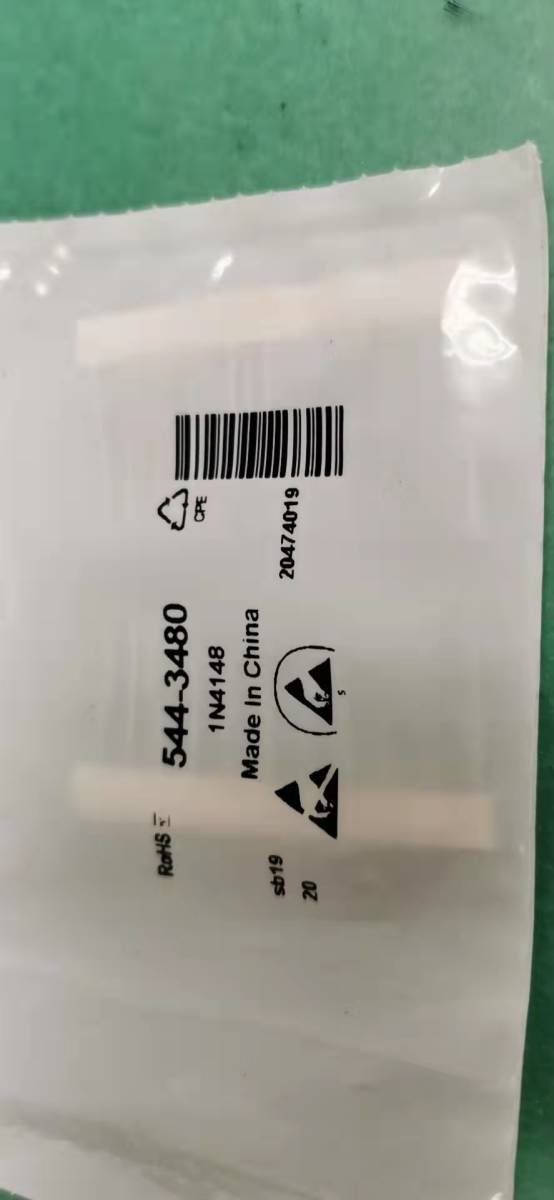 RoHS
544-3480
CPE
1N4148
Made In China
sb19
20
S
20474019